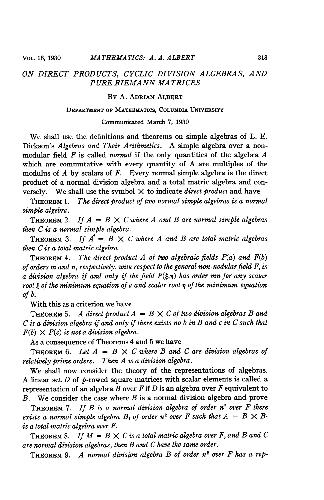 VOL. 16, 1930 MATHEMATICS: A. A. ALBERT 313
ON DIRECT PRODUCTS, CYCLIC DIVISION ALGEBRAS, AND
PURE RIEMANN MATRICES
BY A. ADRIAN ALBERT
DEPARTMENT OF MATHEMATICS, COLUMBIA UNIVERSITY
Communicated March 7, 1930
We shall use the definitions and theorems on simple algebras of L. E.
Dickson's Algebras and Their Arithmetics. A simple algebra over a non-
modular field F is called normal if the only quantities of the algebra A
which are commutative with every quantity of A are multiples of the
modulus of A by scalars of F. Every normal simple algebra is the direct
product of a normal division algebra and a total matric algebra and con-
versely. We shall use the symbol × to indicate direct product and have
THEOREM 1. The direct product of two normal simple algebras is a normal
simple algebra.
THEOREM 2. If A = B × C where A and B are normal simple algebras
then C is a normal simple algebra.
THEOREM 3. If A = B × C where A and B are total matric algebras
then C is a total matric algebra.
THEOREM 4. The direct product A of two algebraic fields F(a) and F(b)
of orders m and n, respectively, with respect to the general non-modular field F, is
a division algebra if and only if the field F(ξ,η) has order mn for any scalar
root ξ of the minimum equation of a and scalar root η of the minimum equation
of b.
With this as a criterion we have
THEOREM 5. A direct product A = B × C of two division algebras B and
C is a division algebra if and only if there exists no b in B and c in C such that
F(b) × F(c) is not a division algebra.
As a consequence of Theorems 4 and 5 we have
THEOREM 6. Let A = B × C where B and C are division algebras of
relatively prime orders. Then A is a division algebra.
We shall now consider the theory of the representations of algebras.
A linear set D of p-rowed square matrices with scalar elements is called a
representation of an algebra B over F if D is an algebra over F equivalent to
B. We consider the case where B is a normal division algebra and prove
THEOREM 7. If B is a normal division algebra of order n² over F there
exists a normal simple algebra B₁ of order n² over F such that A = B × B₁
is a total matric algebra over F.
THEOREM 8. If M = B × C is a total matric algebra over F, and B and C
are normal division algebras, then B and C have the same order.
THEOREM 9. A normal division algebra B of order n² over F has a rep-